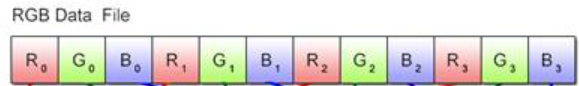 RGB Data File
R₀ G₀ B₀ R₁ G₁ B₁ R₂ G₂ B₂ R₃ G₃ B₃